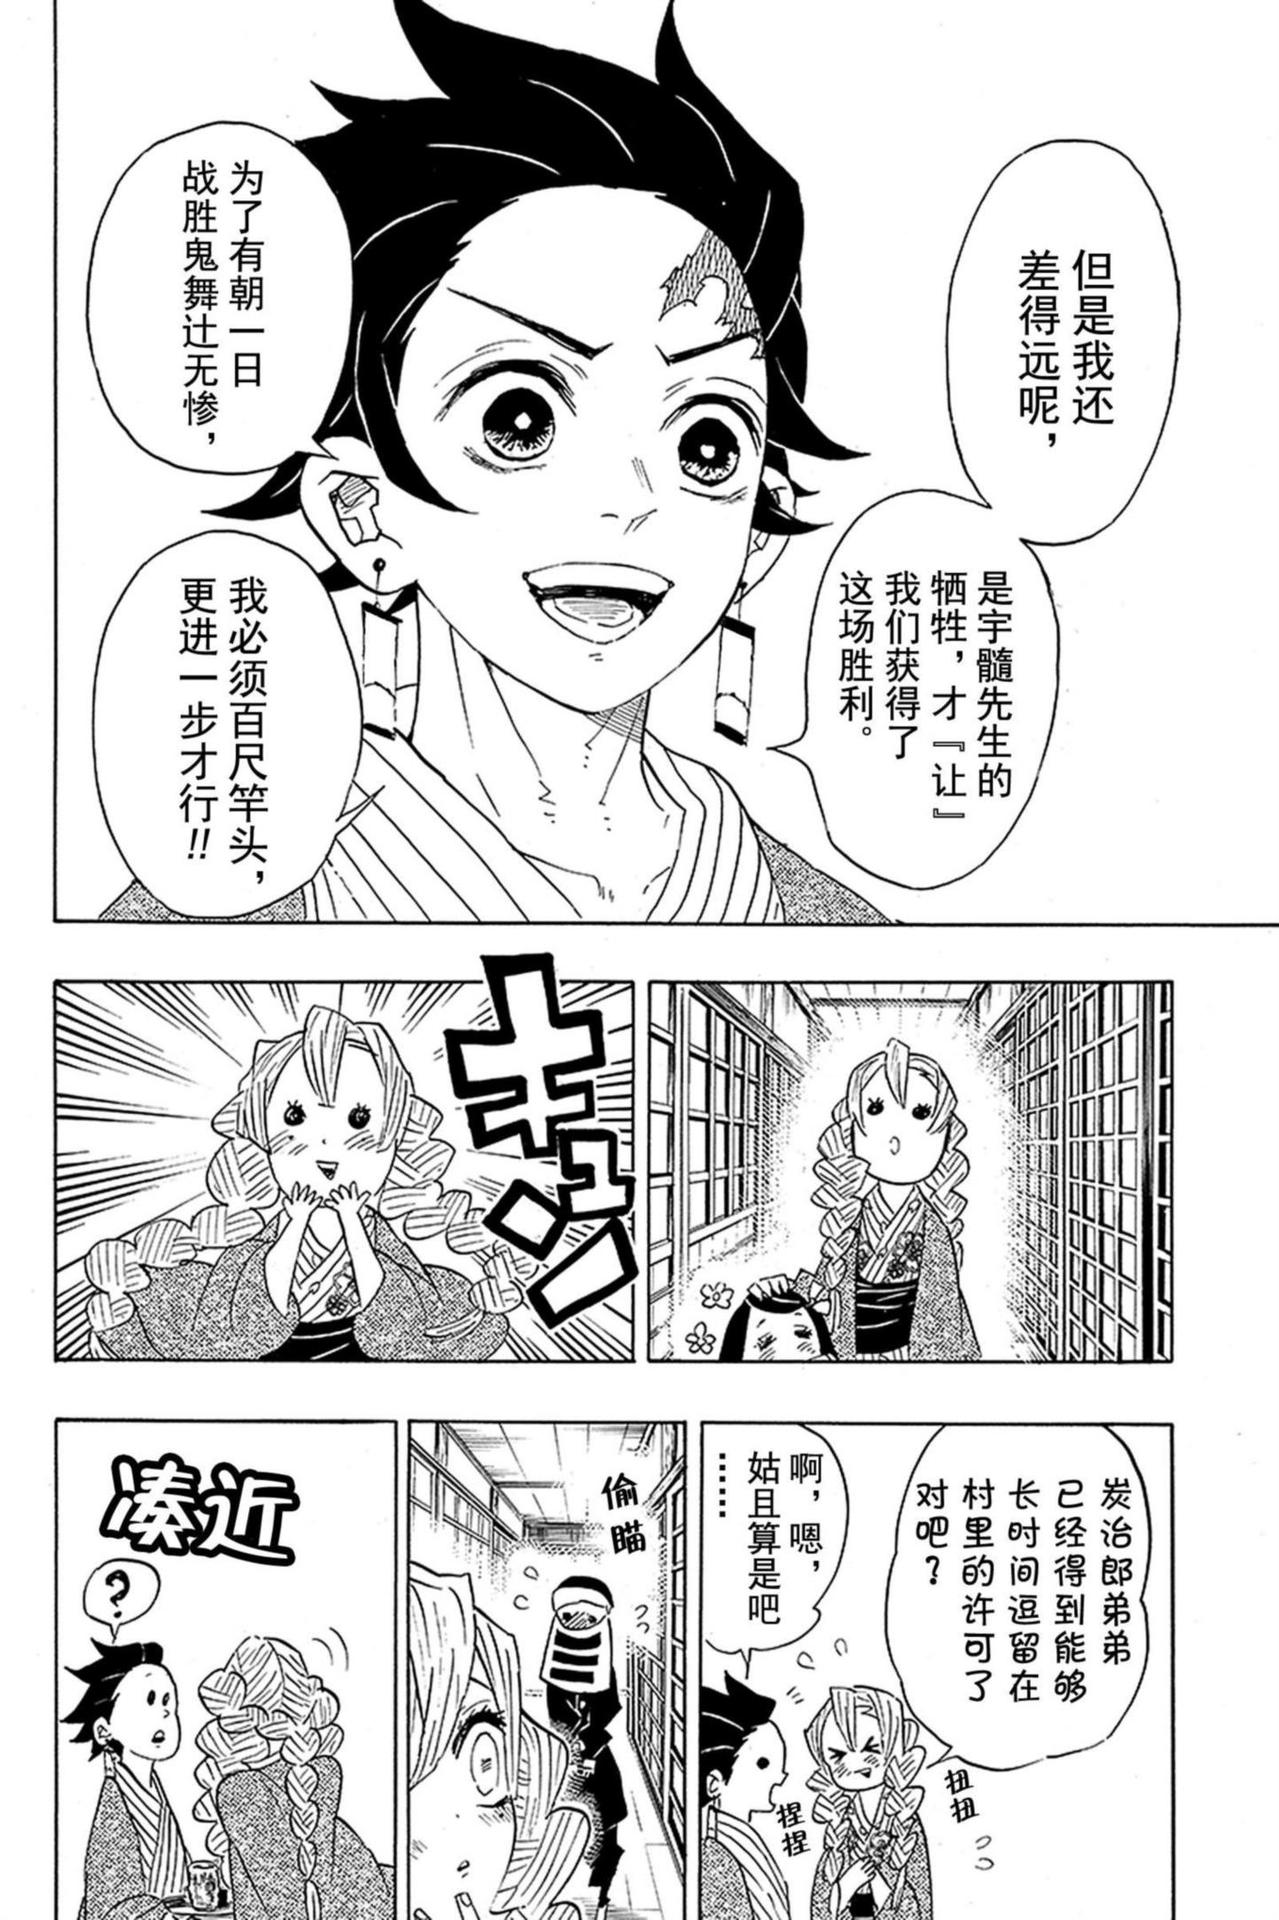 但是我还
差得远呢，
是宇髓先生的
牺牲，才『让』
我们获得了
这场胜利。
为了有朝一日
战胜鬼舞辻无惨，
我必须百尺竿头，
更进一步才行!!
キュン
炭治郎弟弟
已经得到能够
长时间逗留在
村里的许可了
对吧？
扭扭
捏捏
啊，嗯，
姑且算是吧
……
偷瞄
凑近
?